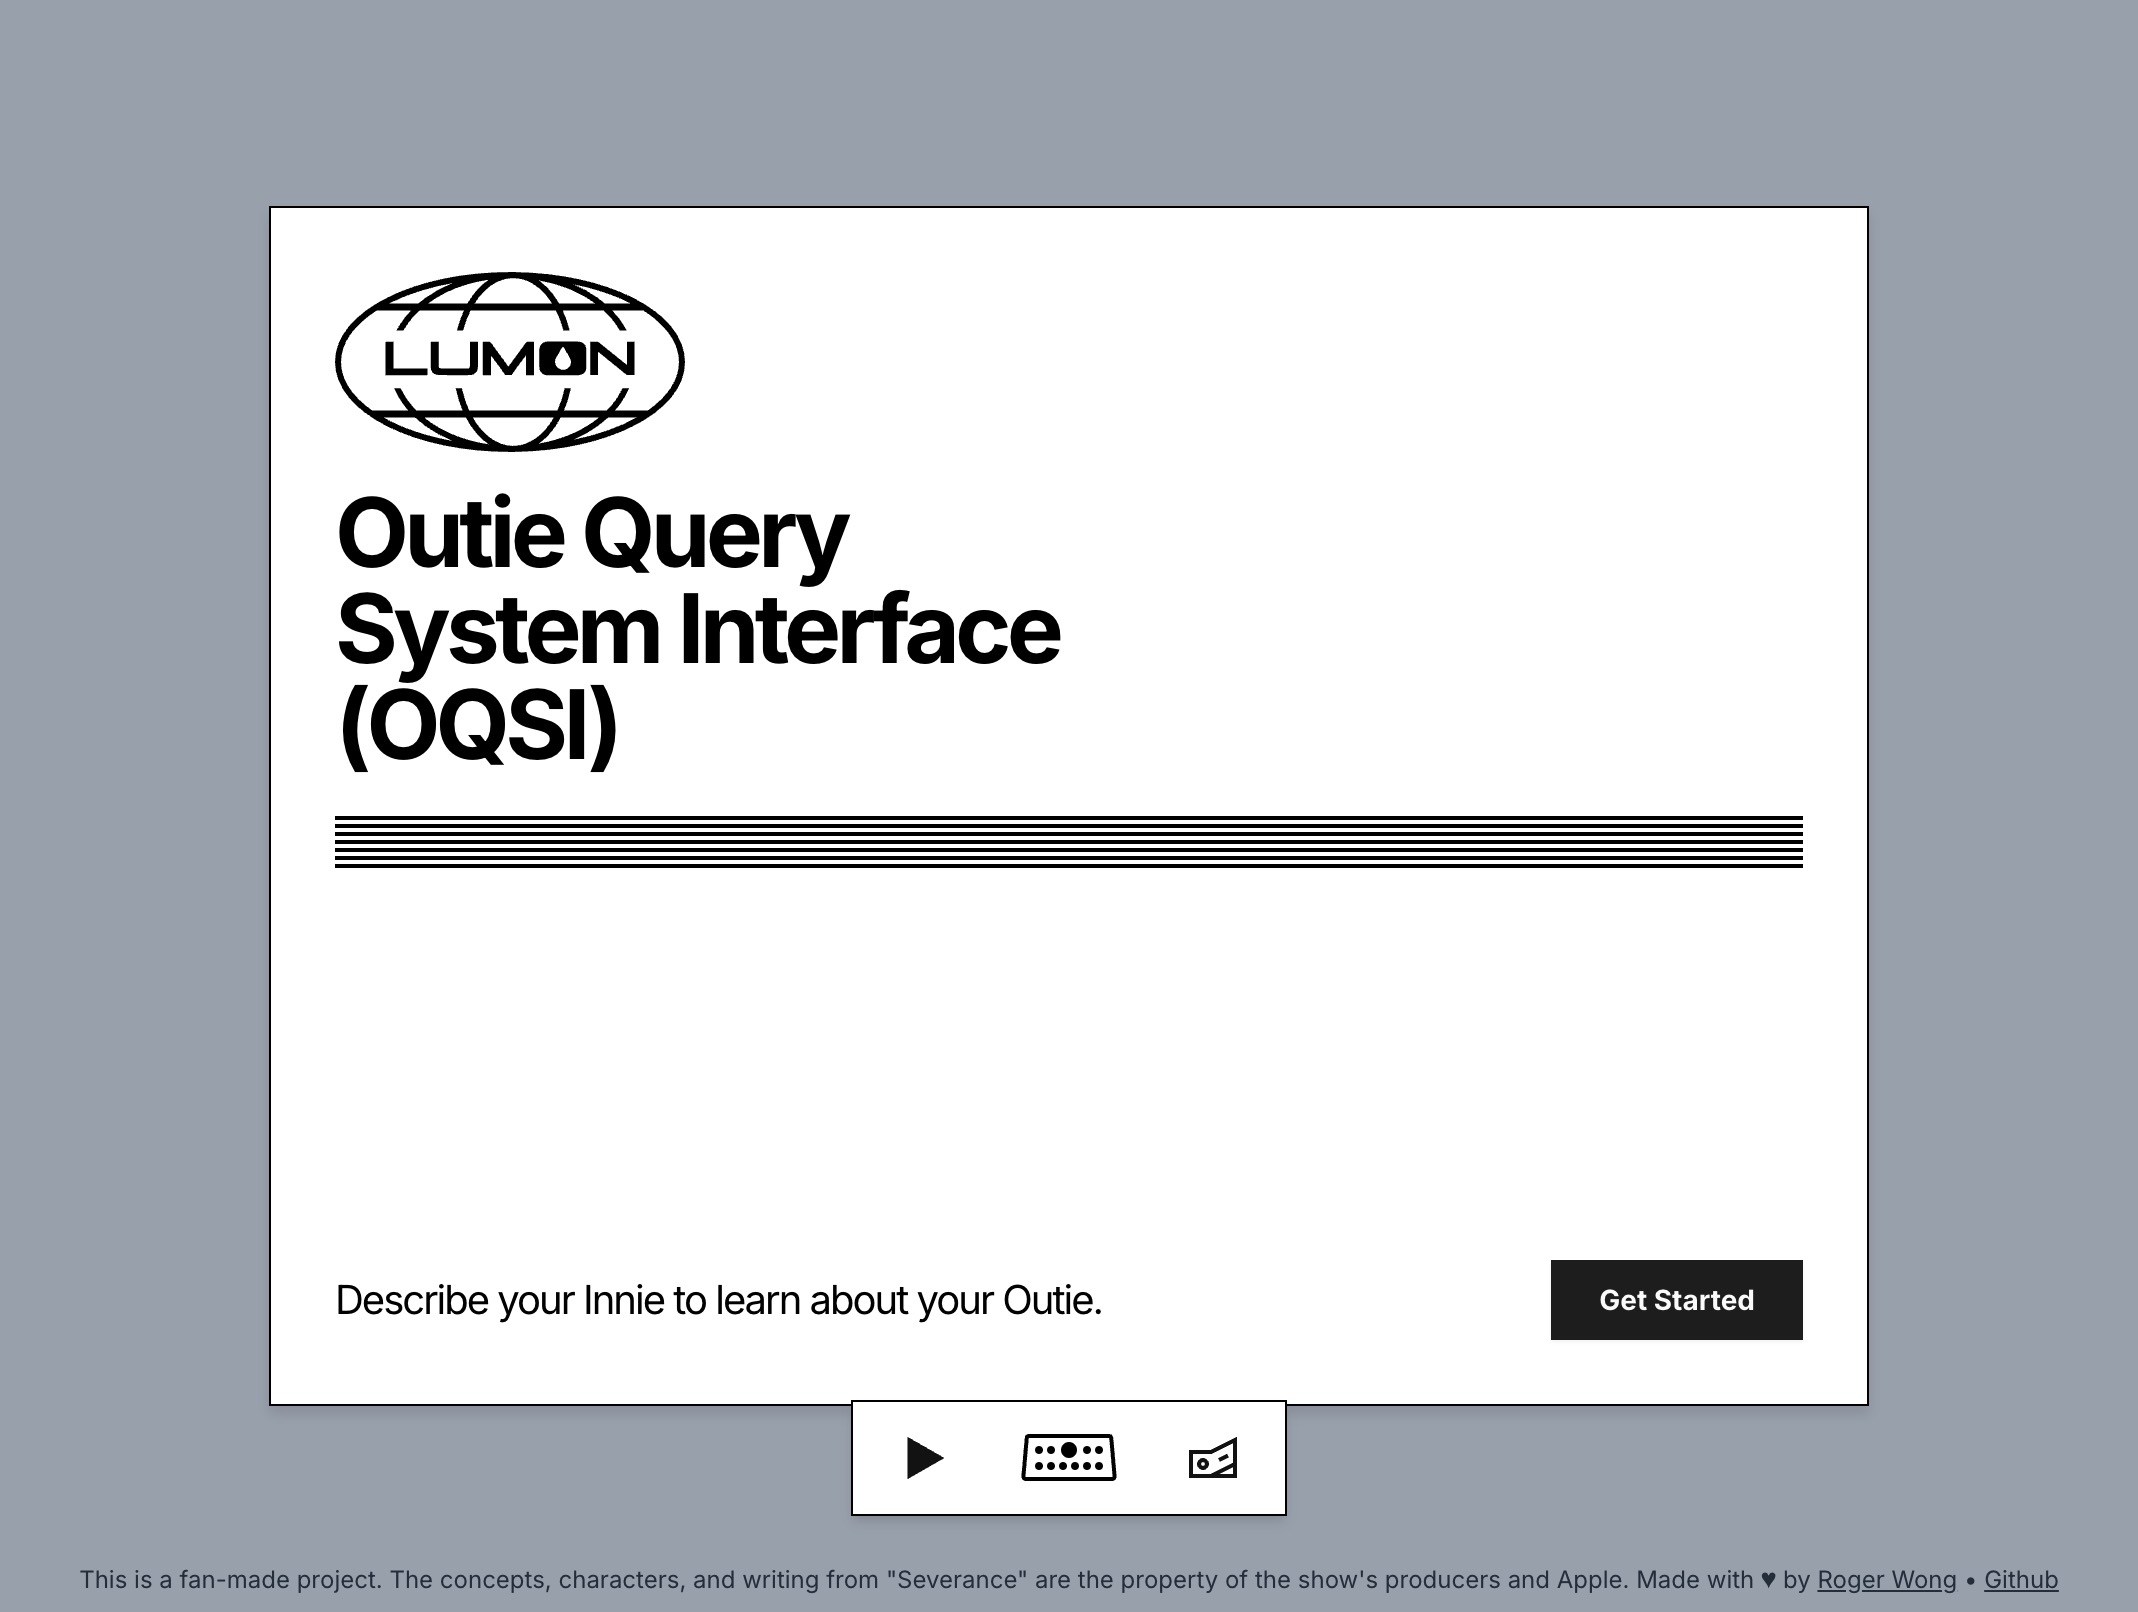 LUMON
Outie Query
System Interface
(OQSI)
Describe your Innie to learn about your Outie.
Get Started
This is a fan-made project. The concepts, characters, and writing from "Severance" are the property of the show's producers and Apple. Made with ♥ by Roger Wong • Github